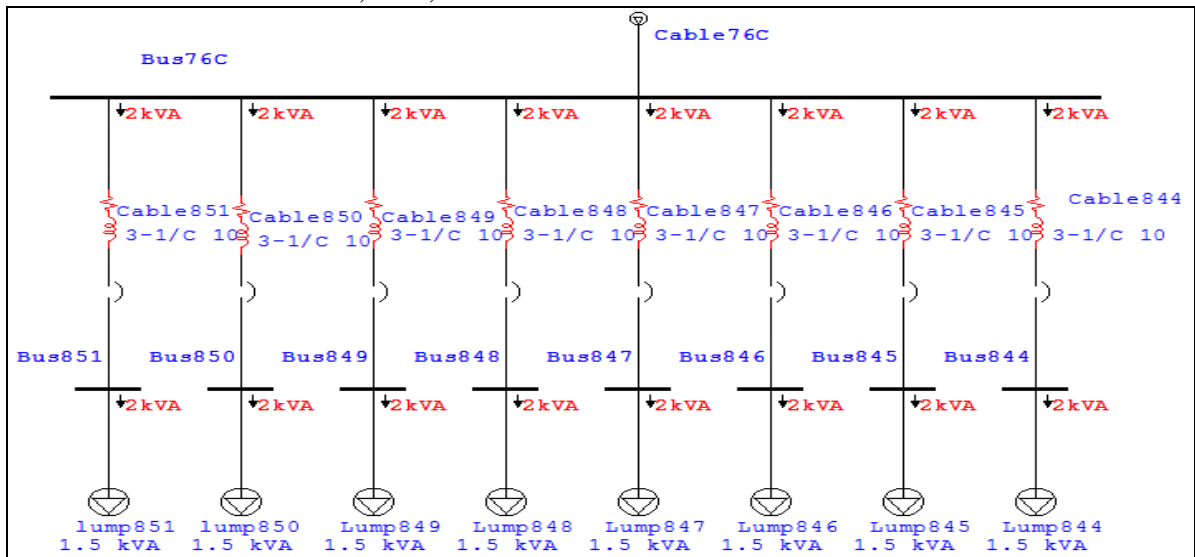 Cable76C
Bus76C
2kVA 2kVA 2kVA 2kVA 2kVA 2kVA 2kVA 2kVA
Cable851 Cable850 Cable849 Cable848 Cable847 Cable846 Cable845 Cable844
3-1/C 10 3-1/C 10 3-1/C 10 3-1/C 10 3-1/C 10 3-1/C 10 3-1/C 10 3-1/C 10
Bus851 Bus850 Bus849 Bus848 Bus847 Bus846 Bus845 Bus844
2kVA 2kVA 2kVA 2kVA 2kVA 2kVA 2kVA 2kVA
lump851 lump850 Lump849 Lump848 Lump847 Lump846 Lump845 Lump844
1.5 kVA 1.5 kVA 1.5 kVA 1.5 kVA 1.5 kVA 1.5 kVA 1.5 kVA 1.5 kVA